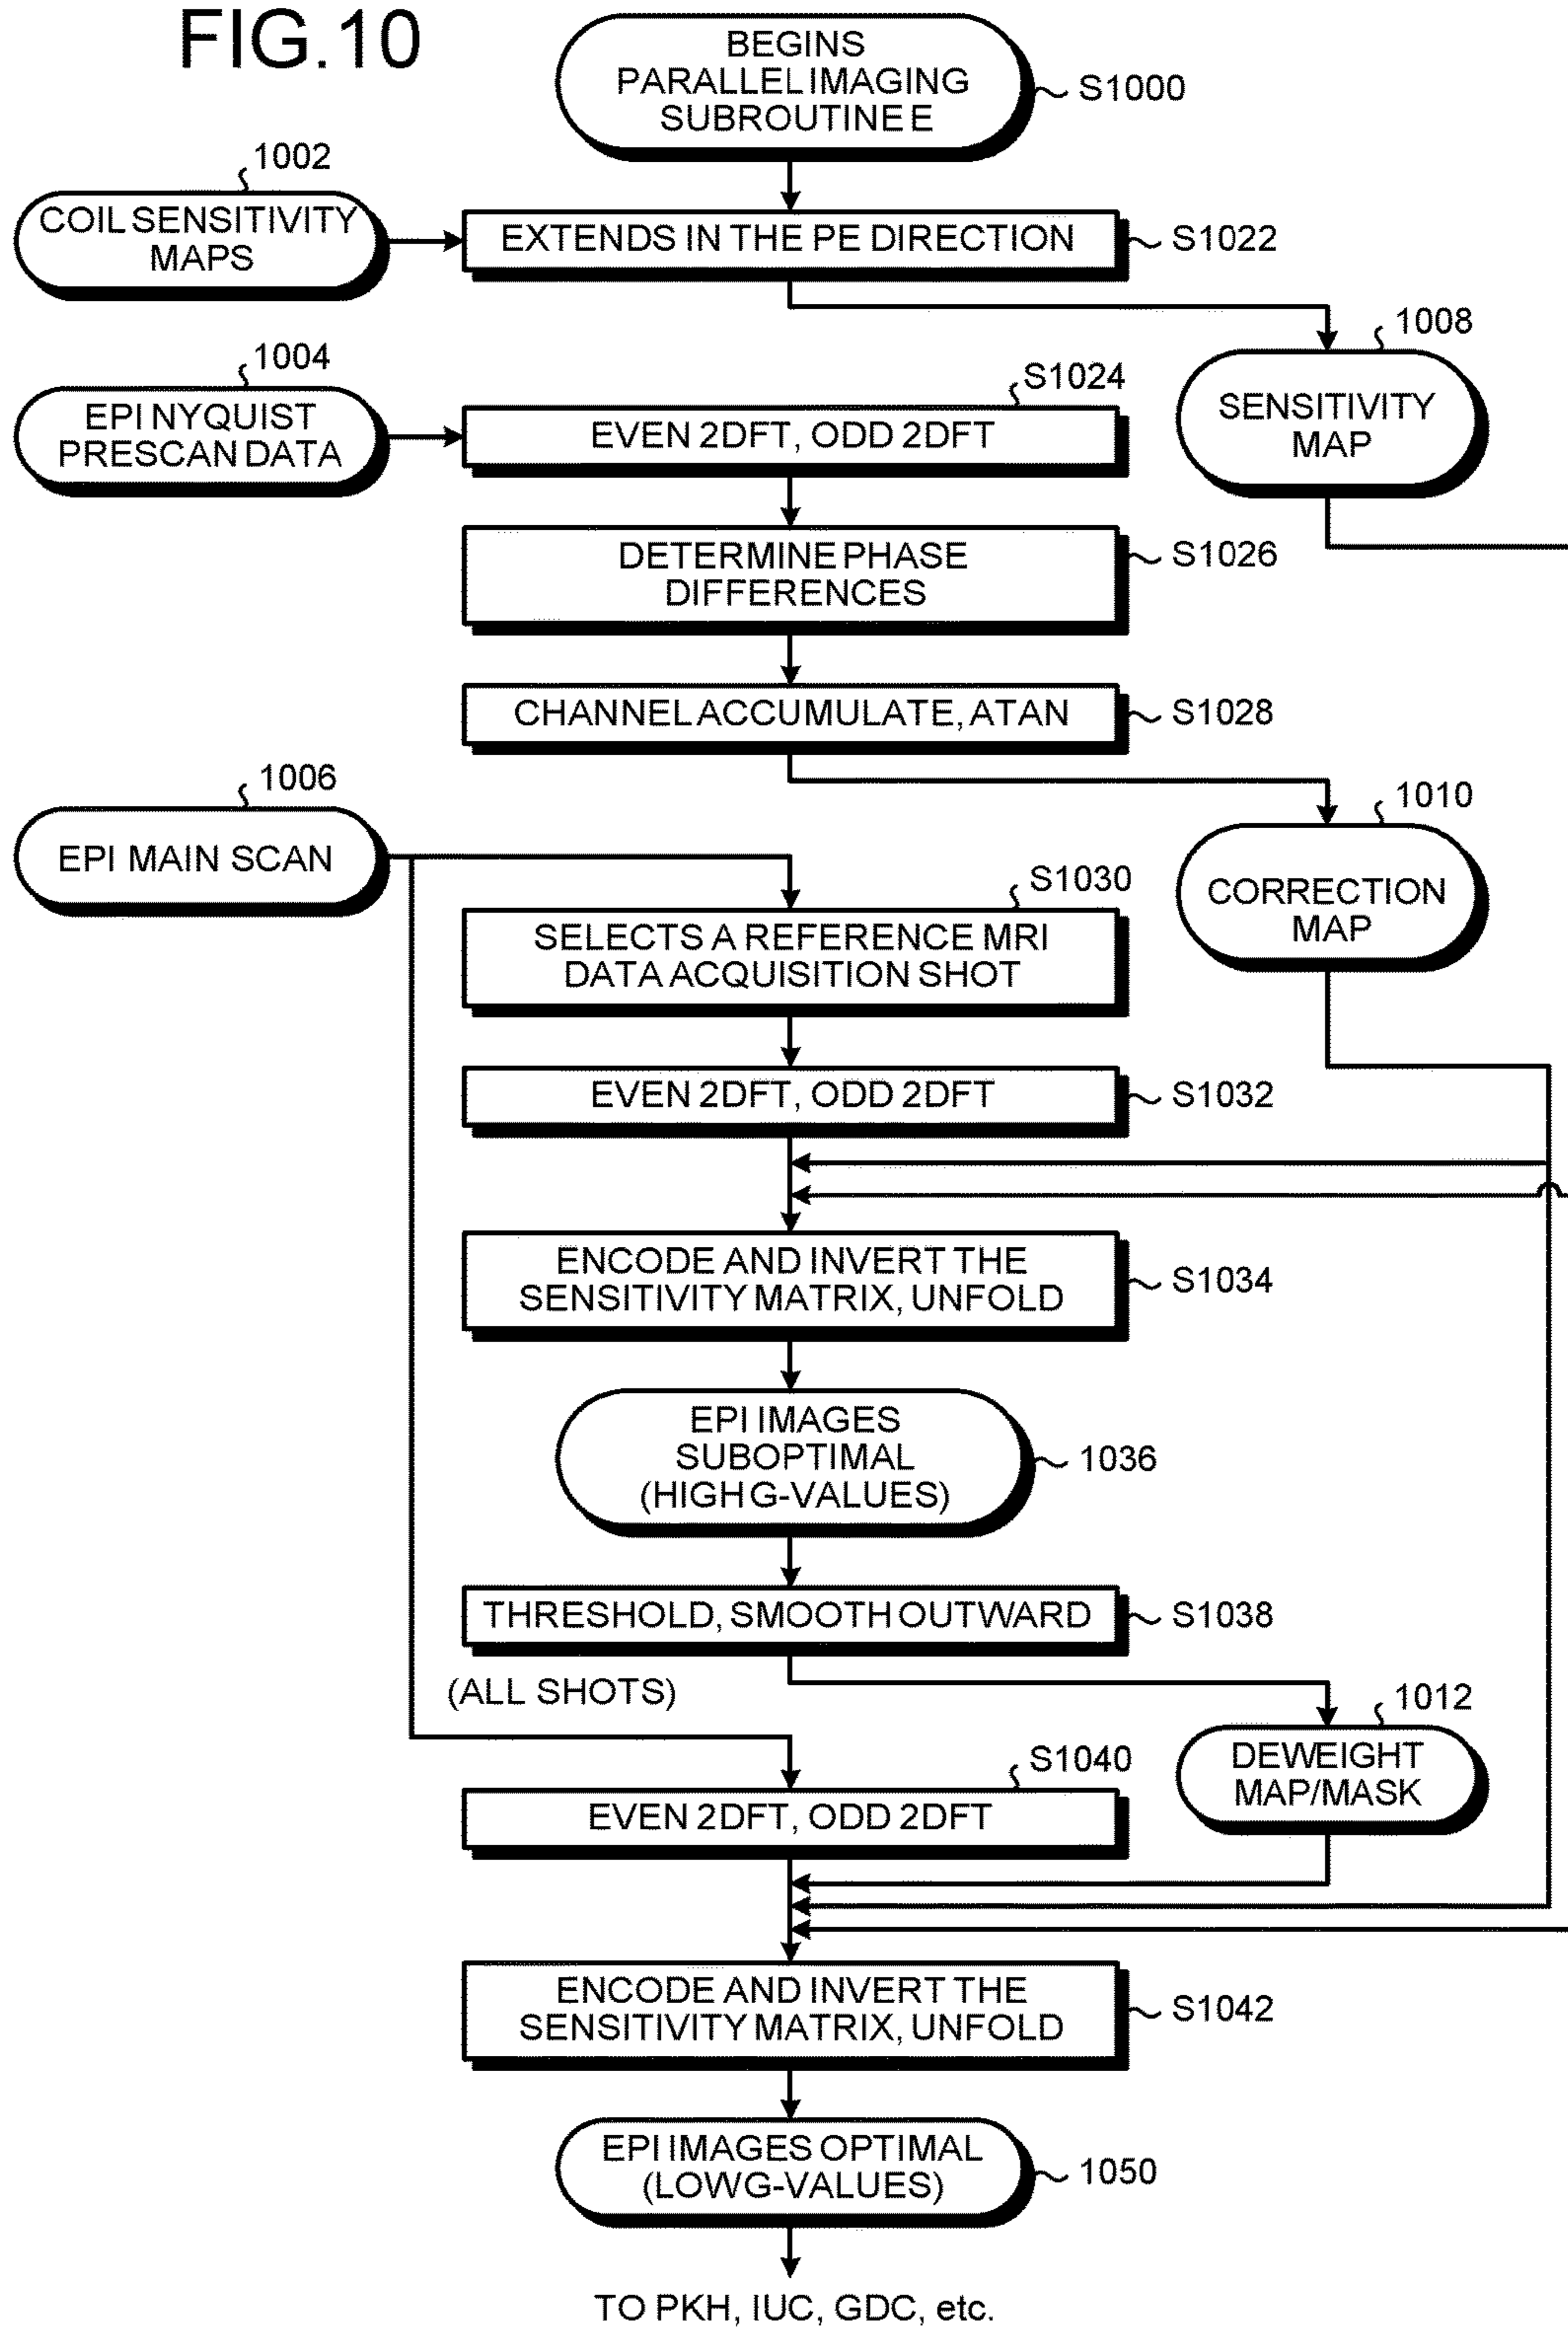 FIG.10
BEGINS
PARALLEL IMAGING
SUBROUTINE E
S1000
1002
COIL SENSITIVITY
MAPS
EXTENDS IN THE PE DIRECTION
S1022
1008
SENSITIVITY
MAP
1004
EPI NYQUIST
PRESCAN DATA
S1024
EVEN 2DFT, ODD 2DFT
DETERMINE PHASE
DIFFERENCES
S1026
CHANNEL ACCUMULATE, ATAN
S1028
1006
EPI MAIN SCAN
1010
CORRECTION
MAP
S1030
SELECTS A REFERENCE MRI
DATA ACQUISITION SHOT
EVEN 2DFT, ODD 2DFT
S1032
ENCODE AND INVERT THE
SENSITIVITY MATRIX, UNFOLD
S1034
EPI IMAGES
SUBOPTIMAL
(HIGH G-VALUES)
1036
THRESHOLD, SMOOTH OUTWARD
S1038
(ALL SHOTS)
1012
DEWEIGHT
MAP/MASK
S1040
EVEN 2DFT, ODD 2DFT
ENCODE AND INVERT THE
SENSITIVITY MATRIX, UNFOLD
S1042
EPI IMAGES OPTIMAL
(LOW G-VALUES)
1050
TO PKH, IUC, GDC, etc.